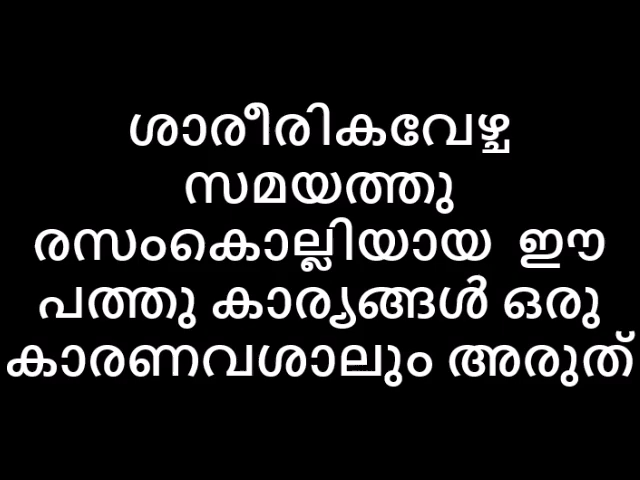 ശാരീരികവേഴ്ച
സമയത്തു
രസംകൊല്ലിയായ ഈ
പത്തു കാര്യങ്ങൾ ഒരു
കാരണവശാലും അരുത്